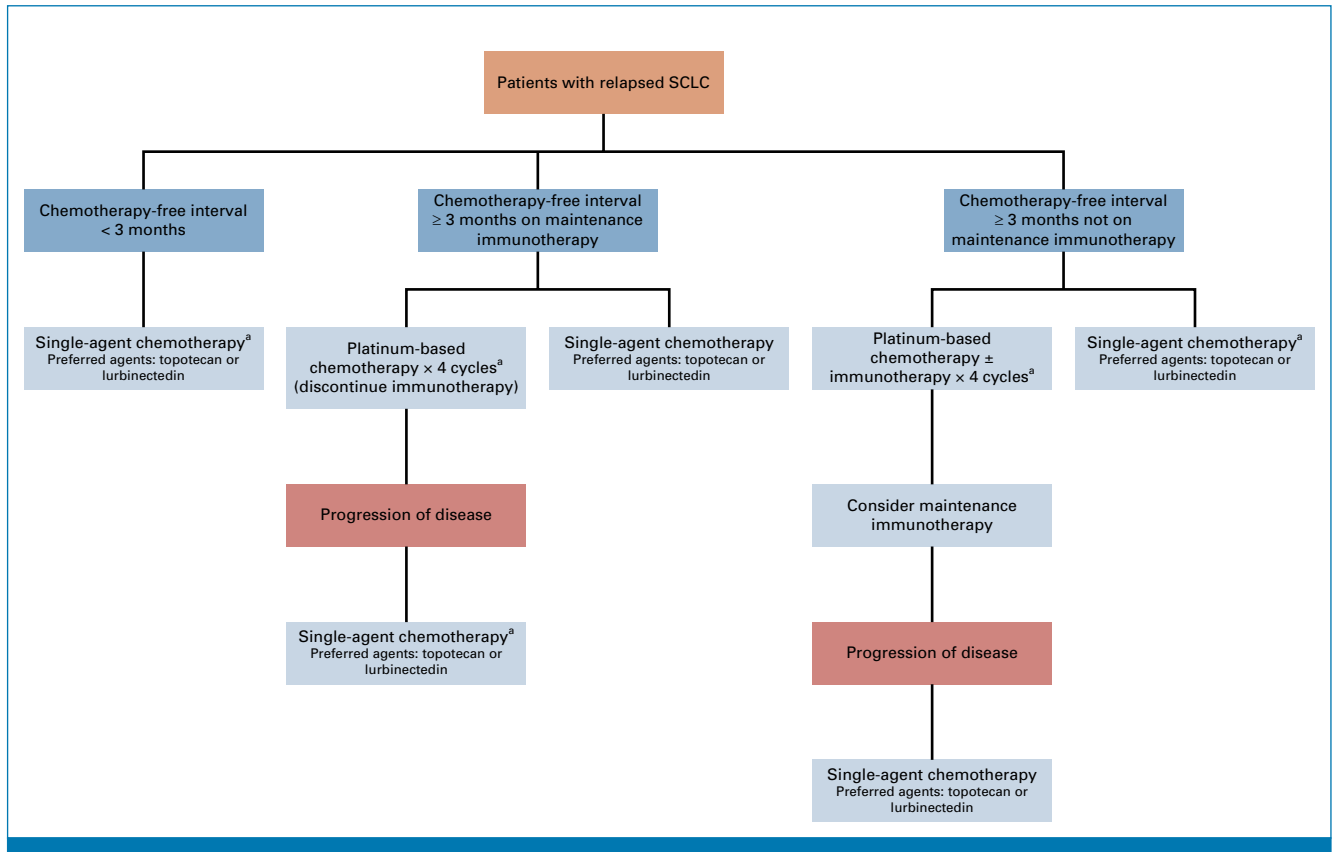 Patients with relapsed SCLC
Chemotherapy-free interval
< 3 months
Chemotherapy-free interval
≥ 3 months on maintenance
immunotherapy
Chemotherapy-free interval
≥ 3 months not on
maintenance immunotherapy
Single-agent chemotherapyᵃ
Preferred agents: topotecan or
lurbinectedin
Platinum-based
chemotherapy × 4 cyclesᵃ
(discontinue immunotherapy)
Single-agent chemotherapy
Preferred agents: topotecan or
lurbinectedin
Platinum-based
chemotherapy ±
immunotherapy × 4 cyclesᵃ
Single-agent chemotherapyᵃ
Preferred agents: topotecan or
lurbinectedin
Progression of disease
Consider maintenance
immunotherapy
Single-agent chemotherapyᵃ
Preferred agents: topotecan or
lurbinectedin
Progression of disease
Single-agent chemotherapy
Preferred agents: topotecan or
lurbinectedin